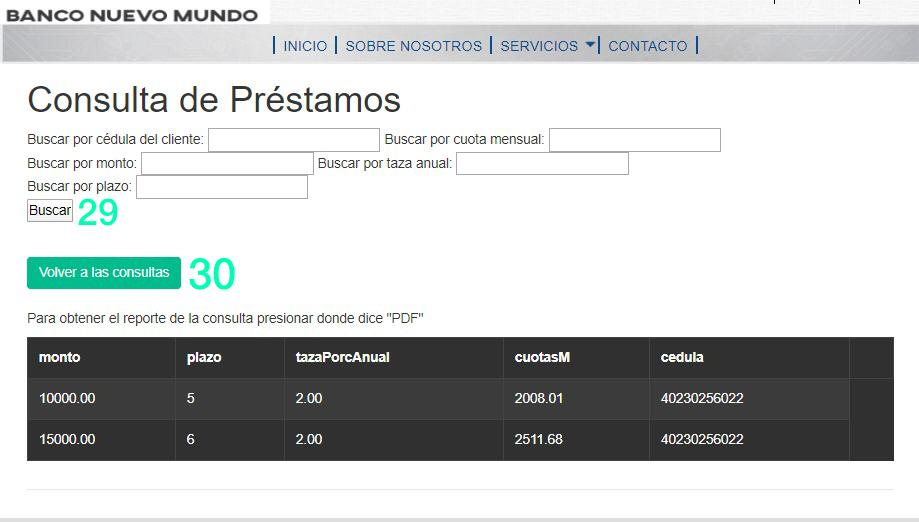 BANCO NUEVO MUNDO
INICIO SOBRE NOSOTROS SERVICIOS CONTACTO
Consulta de Préstamos
Buscar por cédula del cliente: Buscar por cuota mensual:
Buscar por monto: Buscar por taza anual:
Buscar por plazo:
Buscar 29
Volver a las consultas 30
Para obtener el reporte de la consulta presionar donde dice "PDF"
monto plazo tazaPorcAnual cuotasM cedula
10000.00 5 2.00 2008.01 40230256022
15000.00 6 2.00 2511.68 40230256022